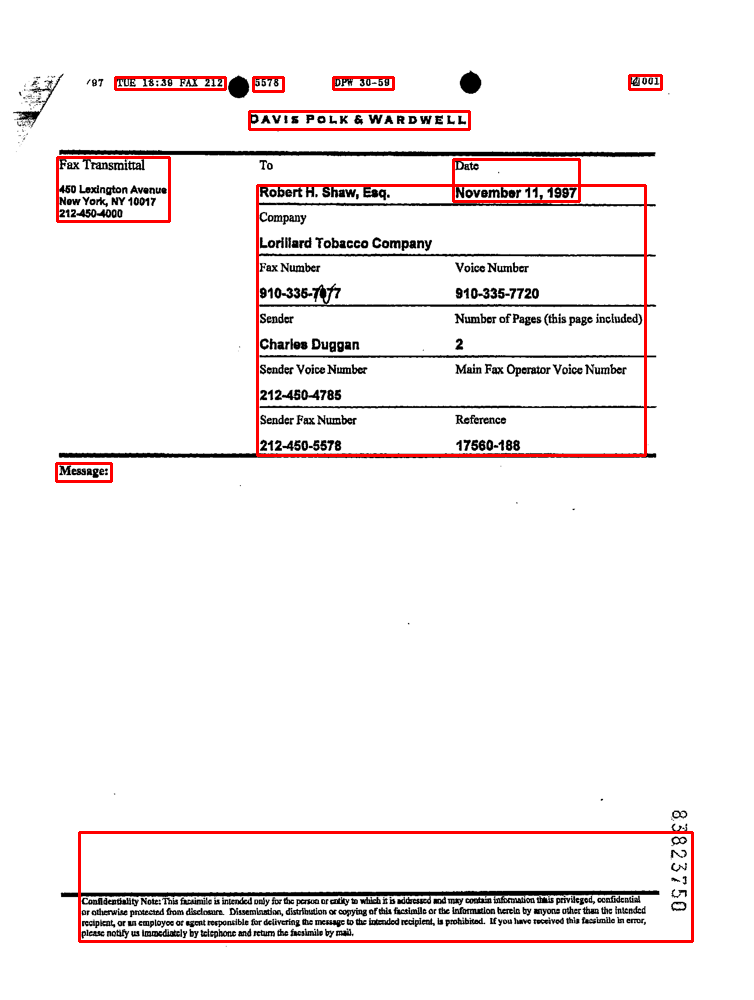 /97 TUE 18:39 FAX 212 5578 DPW 30-59 001
DAVIS POLK & WARDWELL
Fax Transmittal
450 Lexington Avenue
New York, NY 10017
212-450-4000
To
Date
Robert H. Shaw, Esq.
November 11, 1997
Company
Lorillard Tobacco Company
Fax Number
Voice Number
910-335-
910-335-7720
Sender
Number of Pages (this page included)
Charles Duggan
2
Sender Voice Number
Main Fax Operator Voice Number
212-450-4785
Sender Fax Number
Reference
212-450-5578
17560-188
Message:
83823750
Confidentiality Note: This facsimile is intended only for the person or entity to which it is addressed and may contain information that is privileged, confidential
or otherwise protected from disclosure. Dissemination, distribution or copying of this facsimile or the information herein by anyone other than the intended
recipient, or an employee or agent responsible for delivering the message to the intended recipient, is prohibited. If you have received this facsimile in error,
please notify us immediately by telephone and return the facsimile by mail.